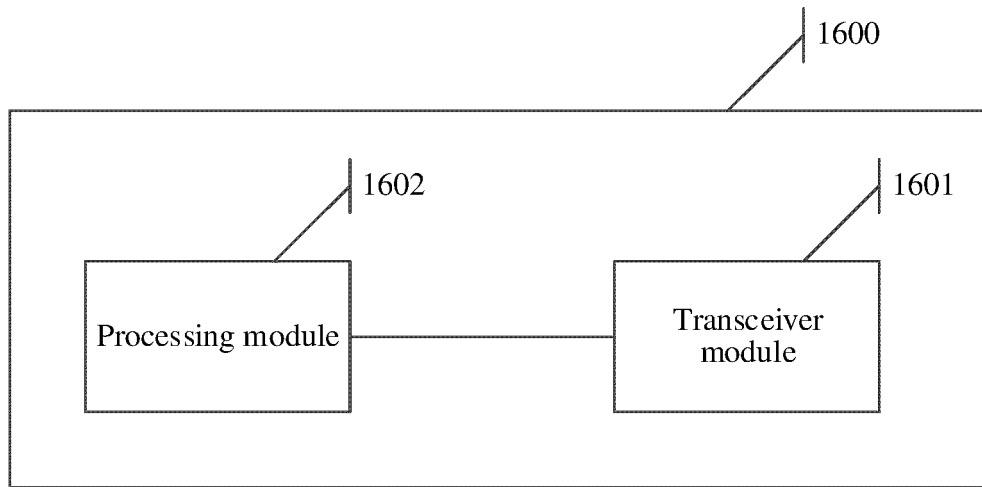 1600
1602
1601
Processing module
Transceiver
module